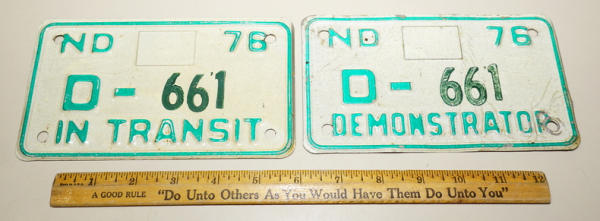 ND 76
D-661
IN TRANSIT
ND 76
D-661
DEMONSTRATOR
1 2 3 4 5 6 7 8 9 10 11 12
A GOOD RULE "Do Unto Others As You Would Have Them Do Unto You"